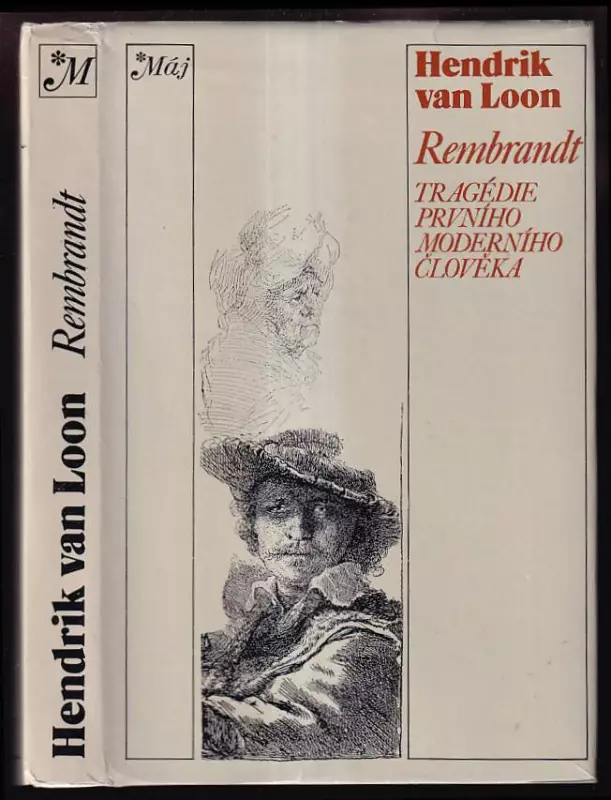 *M
Rembrandt
Hendrik van Loon
*Máj
Hendrik
van Loon
Rembrandt
TRAGÉDIE
PRVNÍHO
MODERNÍHO
ČLOVĚKA